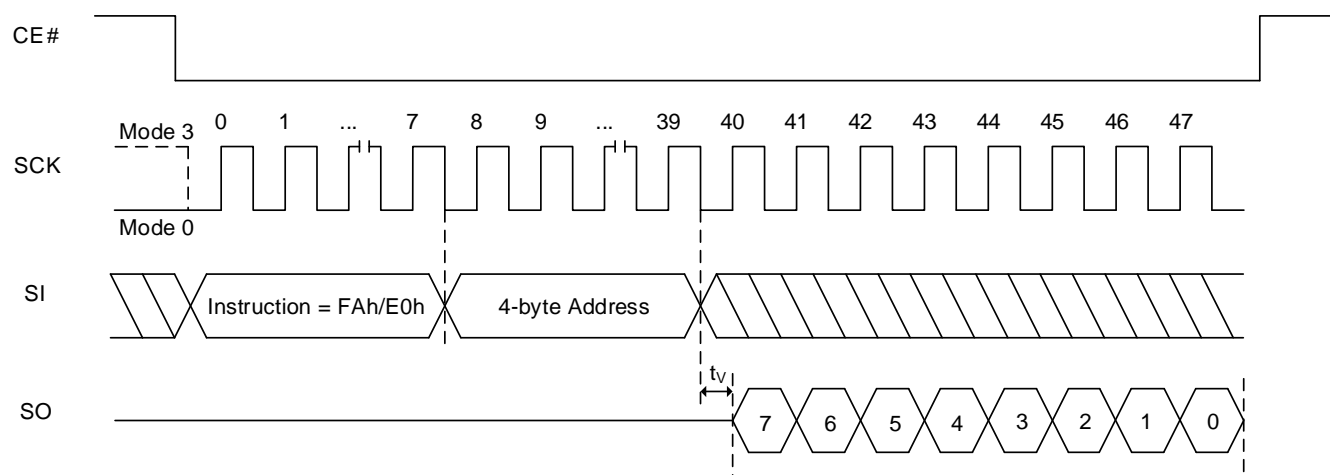 CE#
SCK
Mode 3
Mode 0
0 1 ... 7 8 9 ... 39 40 41 42 43 44 45 46 47
SI
Instruction = FAh/E0h
4-byte Address
tV
SO
7 6 5 4 3 2 1 0